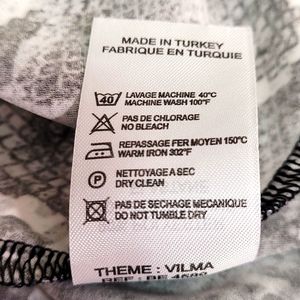 MADE IN TURKEY
FABRIQUE EN TURQUIE
40
LAVAGE MACHINE 40°C
MACHINE WASH 100°F
PAS DE CHLORAGE
NO BLEACH
REPASSAGE FER MOYEN 150°C
WARM IRON 302°F
P
NETTOYAGE A SEC
DRY CLEAN
PAS DE SECHAGE MECANIQUE
DO NOT TUMBLE DRY
THEME : VILMA
REF : BE